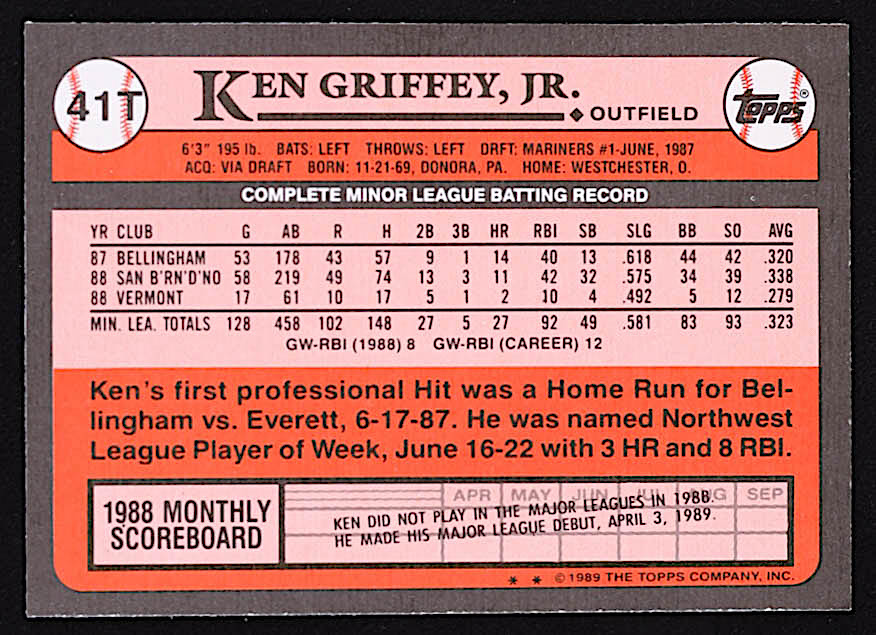 41T
KEN GRIFFEY, JR.
◆ OUTFIELD
TOPPS®
6'3" 195 lb. BATS: LEFT THROWS: LEFT DRFT: MARINERS #1-JUNE, 1987
ACQ: VIA DRAFT BORN: 11-21-69, DONORA, PA. HOME: WESTCHESTER, O.
COMPLETE MINOR LEAGUE BATTING RECORD
YR CLUB G AB R H 2B 3B HR RBI SB SLG BB SO AVG
87 BELLINGHAM 53 178 43 57 9 1 14 40 13 .618 44 42 .320
88 SAN B'RN'D'NO 58 219 49 74 13 3 11 42 32 .575 34 39 .338
88 VERMONT 17 61 10 17 5 1 2 10 4 .492 5 12 .279
MIN. LEA. TOTALS 128 458 102 148 27 5 27 92 49 .581 83 93 .323
GW-RBI (1988) 8 GW-RBI (CAREER) 12
Ken's first professional Hit was a Home Run for Bel-
lingham vs. Everett, 6-17-87. He was named Northwest
League Player of Week, June 16-22 with 3 HR and 8 RBI.
1988 MONTHLY
SCOREBOARD
APR MAY JUN JUL AUG SEP
KEN DID NOT PLAY IN THE MAJOR LEAGUES IN 1988.
HE MADE HIS MAJOR LEAGUE DEBUT, APRIL 3, 1989.
* * © 1989 THE TOPPS COMPANY, INC.